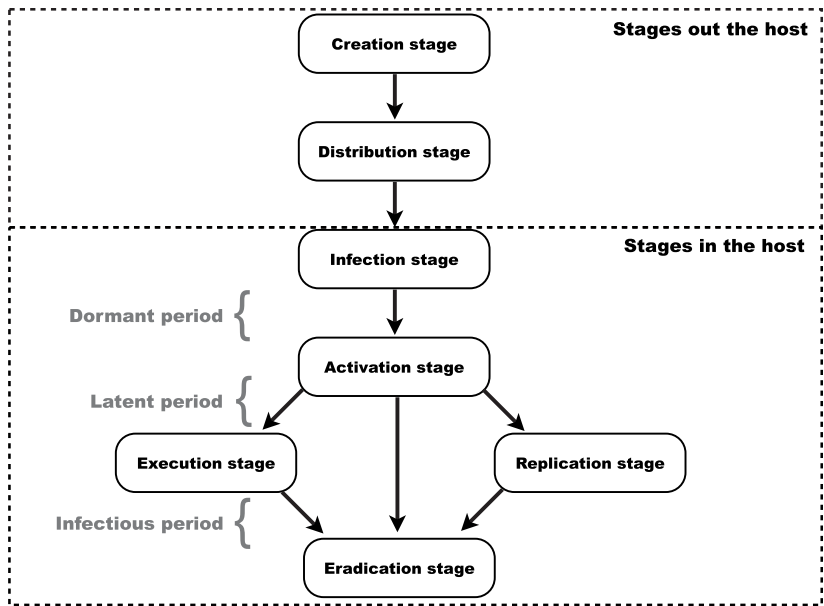 Creation stage
Stages out the host
Distribution stage
Infection stage
Stages in the host
Dormant period
Activation stage
Latent period
Execution stage
Replication stage
Infectious period
Eradication stage